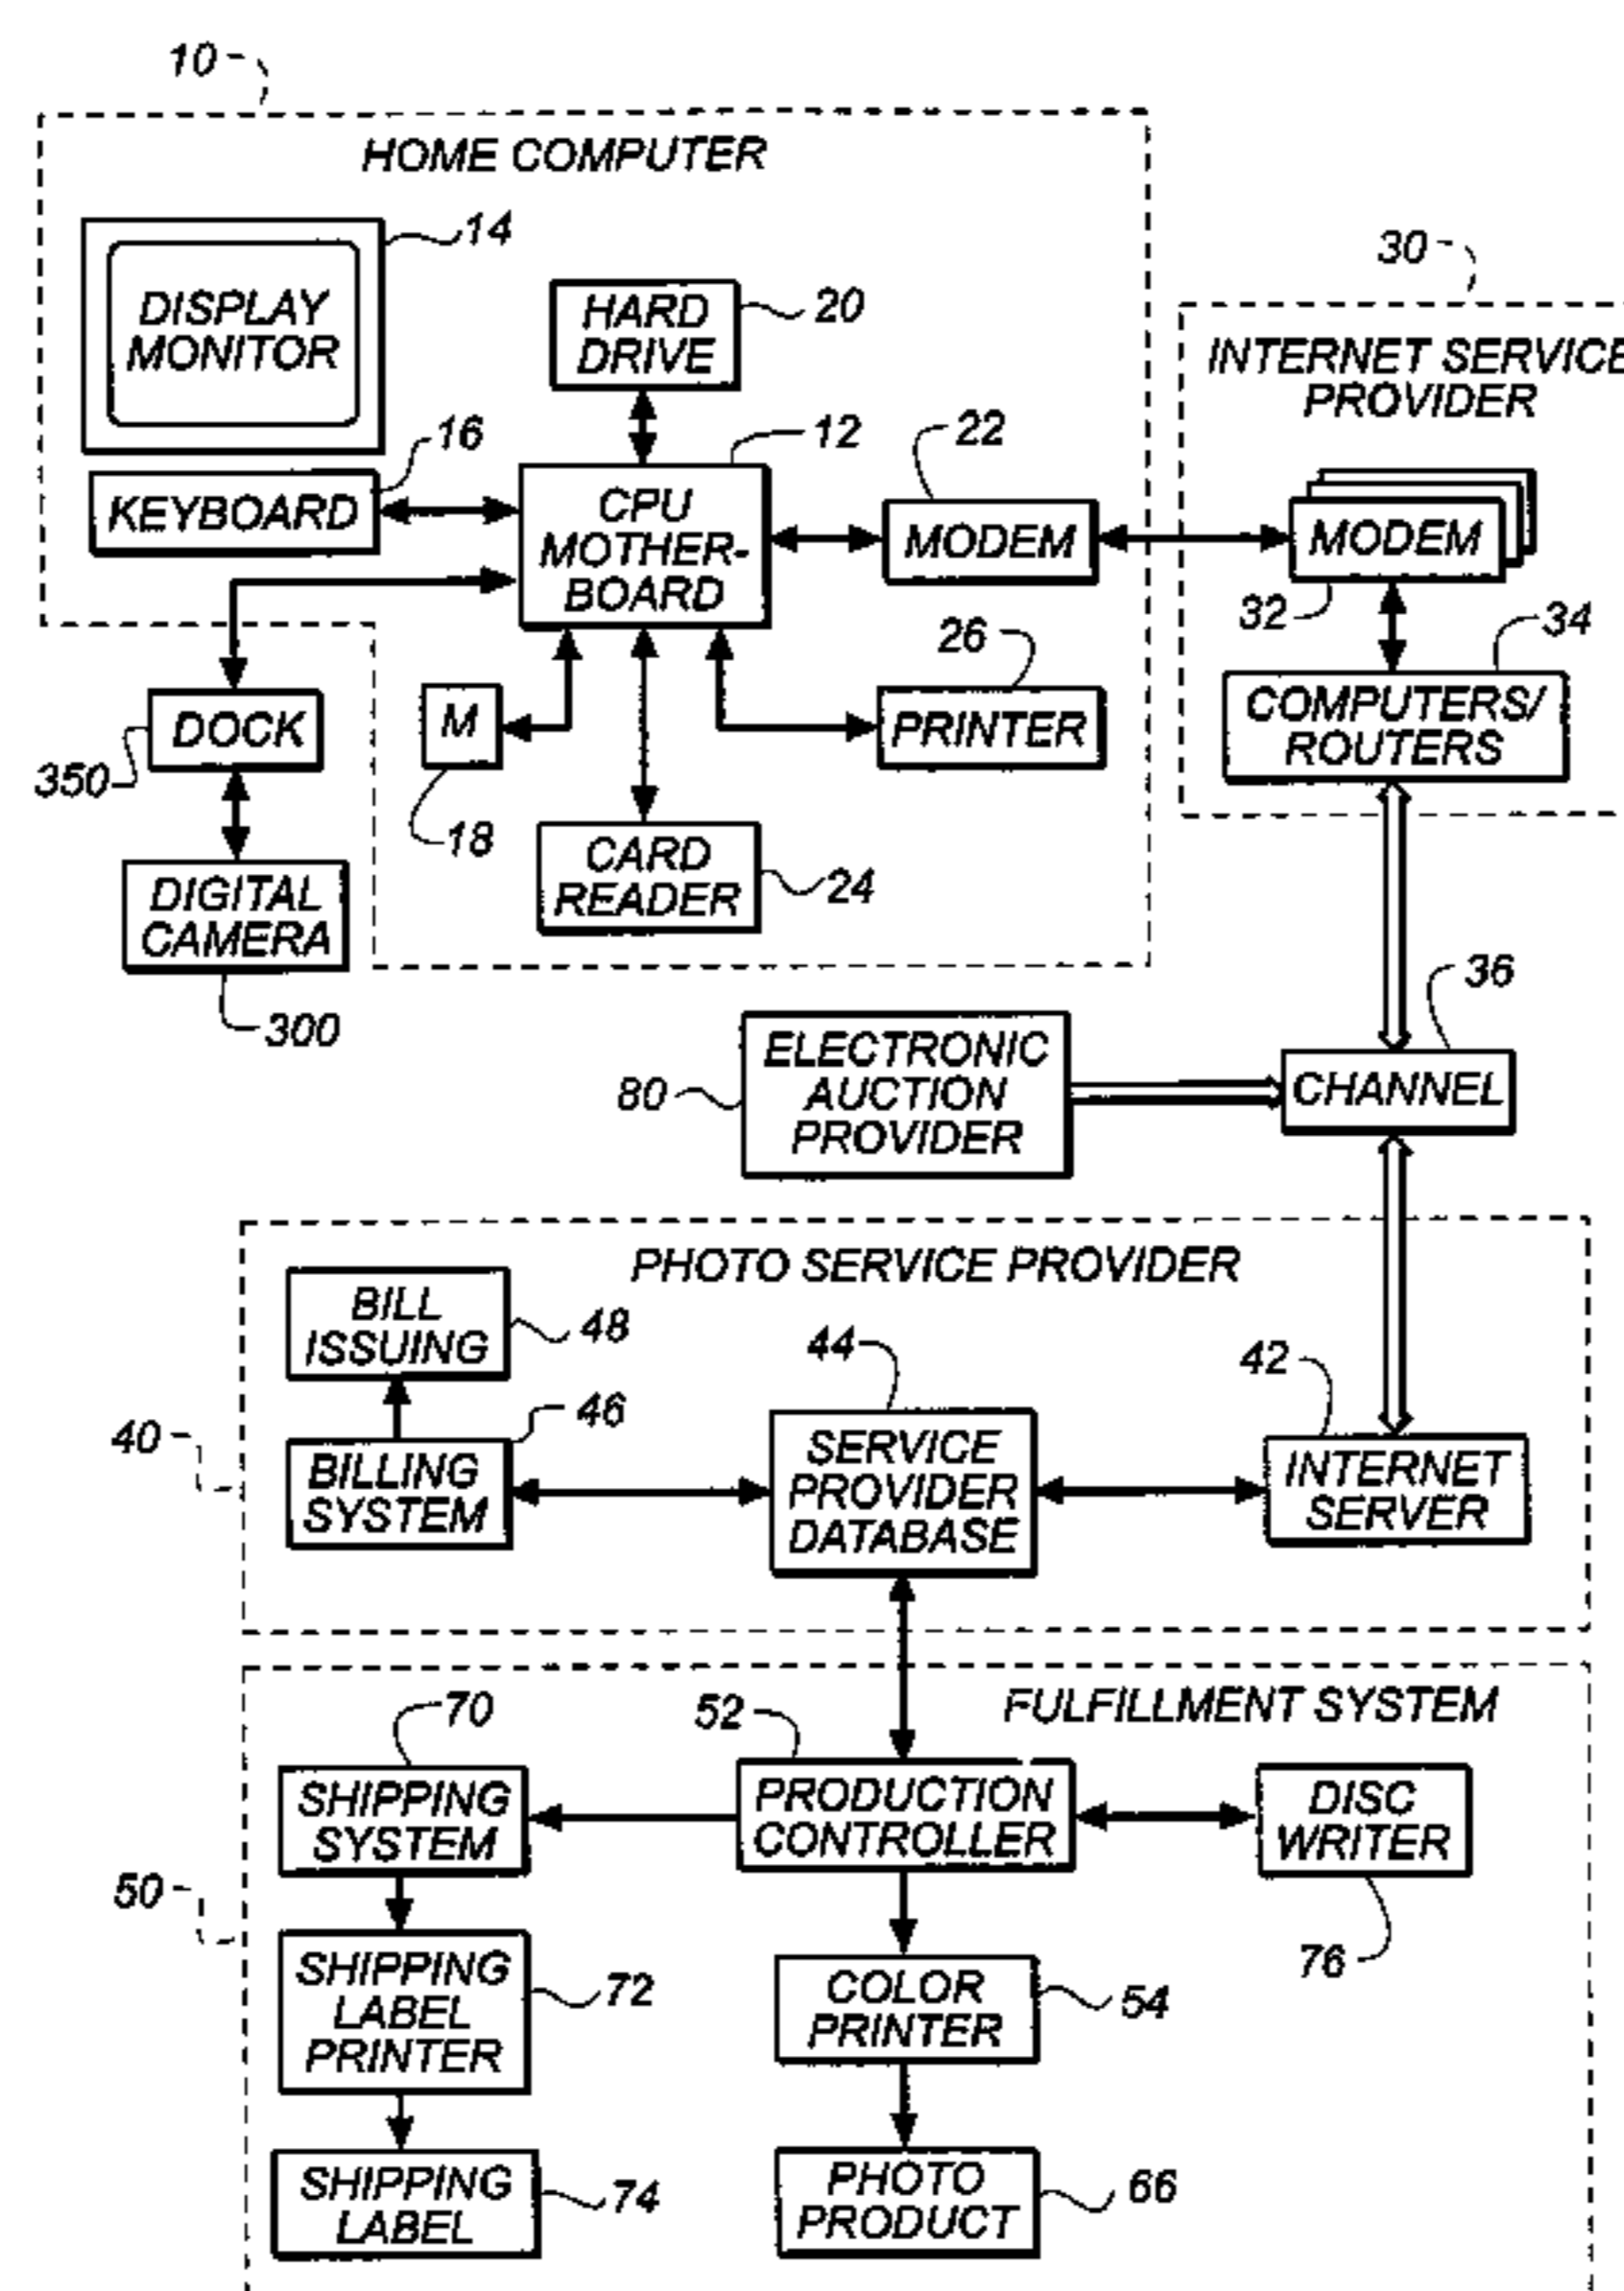 10
HOME COMPUTER
14
DISPLAY
MONITOR
HARD
DRIVE
20
30
INTERNET SERVICE
PROVIDER
16
KEYBOARD
12
CPU
MOTHER-
BOARD
22
MODEM
MODEM
32
34
COMPUTERS/
ROUTERS
26
PRINTER
DOCK
350
M
18
CARD
READER
24
DIGITAL
CAMERA
300
36
CHANNEL
ELECTRONIC
AUCTION
PROVIDER
80
PHOTO SERVICE PROVIDER
BILL
ISSUING
48
44
42
40
46
BILLING
SYSTEM
SERVICE
PROVIDER
DATABASE
INTERNET
SERVER
FULFILLMENT SYSTEM
70
52
SHIPPING
SYSTEM
PRODUCTION
CONTROLLER
DISC
WRITER
50
76
SHIPPING
LABEL
PRINTER
72
COLOR
PRINTER
54
SHIPPING
LABEL
74
PHOTO
PRODUCT
66